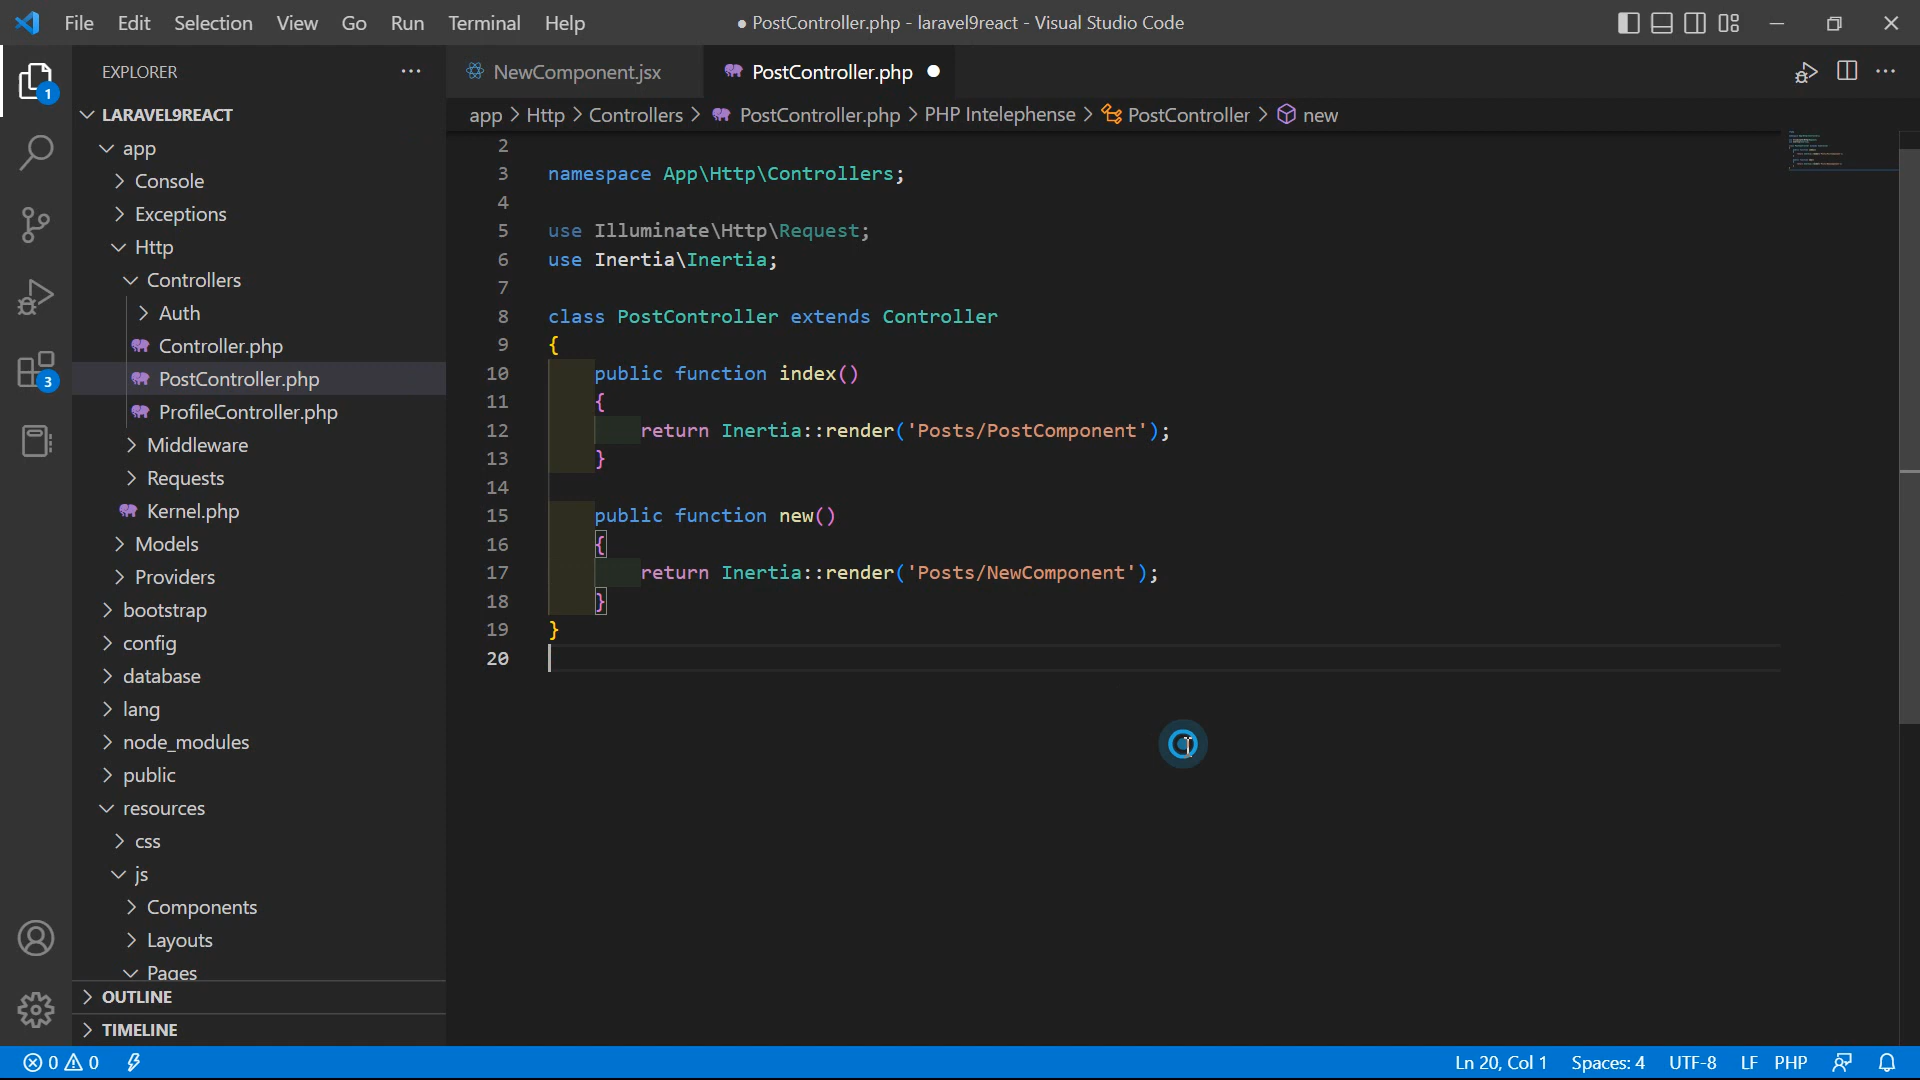 File Edit Selection View Go Run Terminal Help
● PostController.php - laravel9react - Visual Studio Code
EXPLORER
LARAVEL9REACT
app
Console
Exceptions
Http
Controllers
Auth
Controller.php
PostController.php
ProfileController.php
Middleware
Requests
Kernel.php
Models
Providers
bootstrap
config
database
lang
node_modules
public
resources
css
js
Components
Layouts
Pages
OUTLINE
TIMELINE
1
3
NewComponent.jsx
PostController.php
app > Http > Controllers > PostController.php > PHP Intelephense > PostController > new
2
3 namespace App\Http\Controllers;
4
5 use Illuminate\Http\Request;
6 use Inertia\Inertia;
7
8 class PostController extends Controller
9 {
10 public function index()
11 {
12 return Inertia::render('Posts/PostComponent');
13 }
14
15 public function new()
16 {
17 return Inertia::render('Posts/NewComponent');
18 }
19 }
20
0 0
Ln 20, Col 1 Spaces: 4 UTF-8 LF PHP